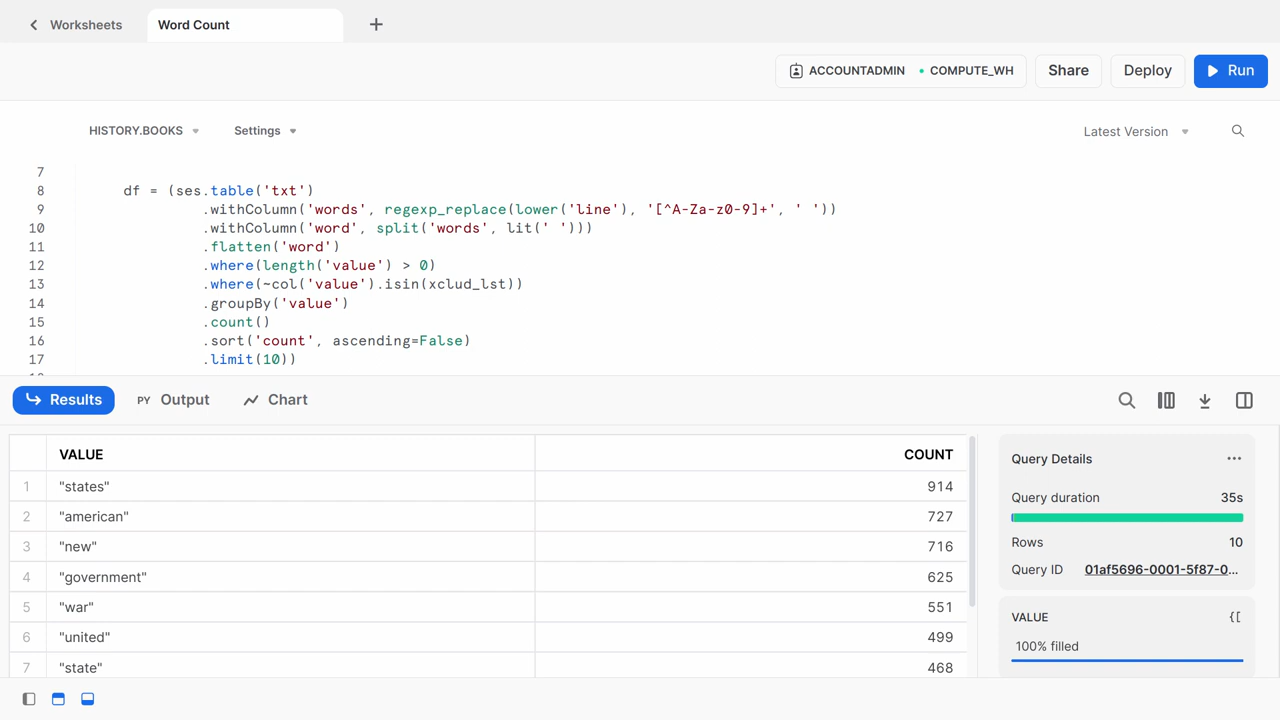 Worksheets
Word Count
ACCOUNTADMIN COMPUTE_WH Share Deploy Run
HISTORY.BOOKS Settings Latest Version
7
8 df = (ses.table('txt')
9 .withColumn('words', regexp_replace(lower('line'), '[^A-Za-z0-9]+', ' '))
10 .withColumn('word', split('words', lit(' ')))
11 .flatten('word')
12 .where(length('value') > 0)
13 .where(~col('value').isin(xclud_lst))
14 .groupBy('value')
15 .count()
16 .sort('count', ascending=False)
17 .limit(10))
Results PY Output Chart
VALUE COUNT
1 "states" 914
2 "american" 727
3 "new" 716
4 "government" 625
5 "war" 551
6 "united" 499
7 "state" 468
Query Details ...
Query duration 35s
Rows 10
Query ID 01af5696-0001-5f87-0...
VALUE {[
100% filled